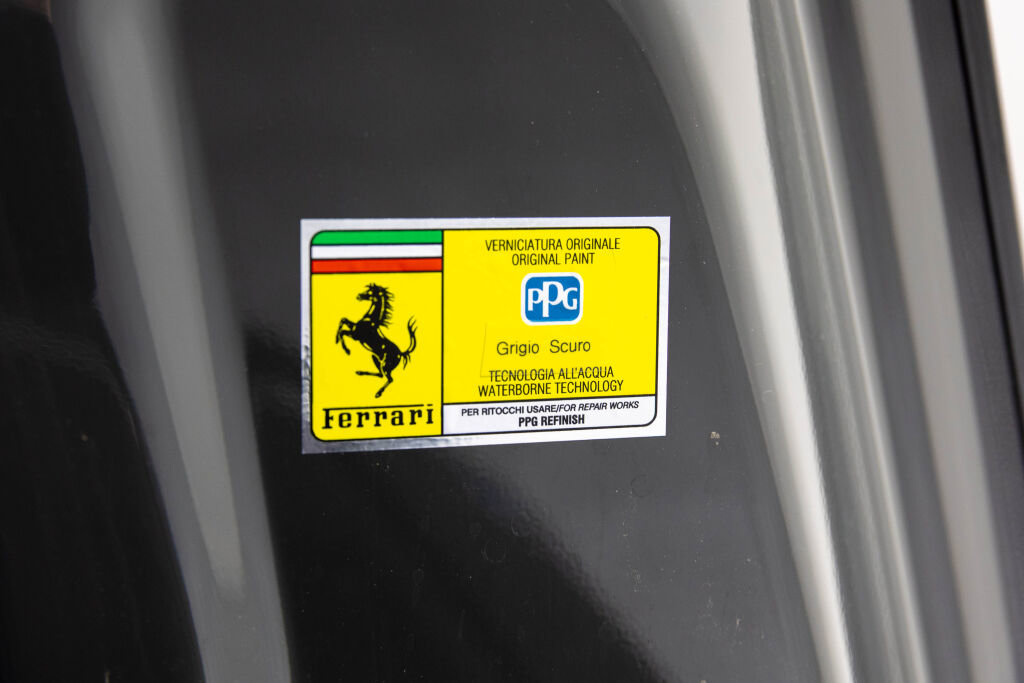 Ferrari
VERNICIATURA ORIGINALE
ORIGINAL PAINT
PPG
Grigio Scuro
TECNOLOGIA ALL'ACQUA
WATERBORNE TECHNOLOGY
PER RITOCCHI USARE/FOR REPAIR WORKS
PPG REFINISH